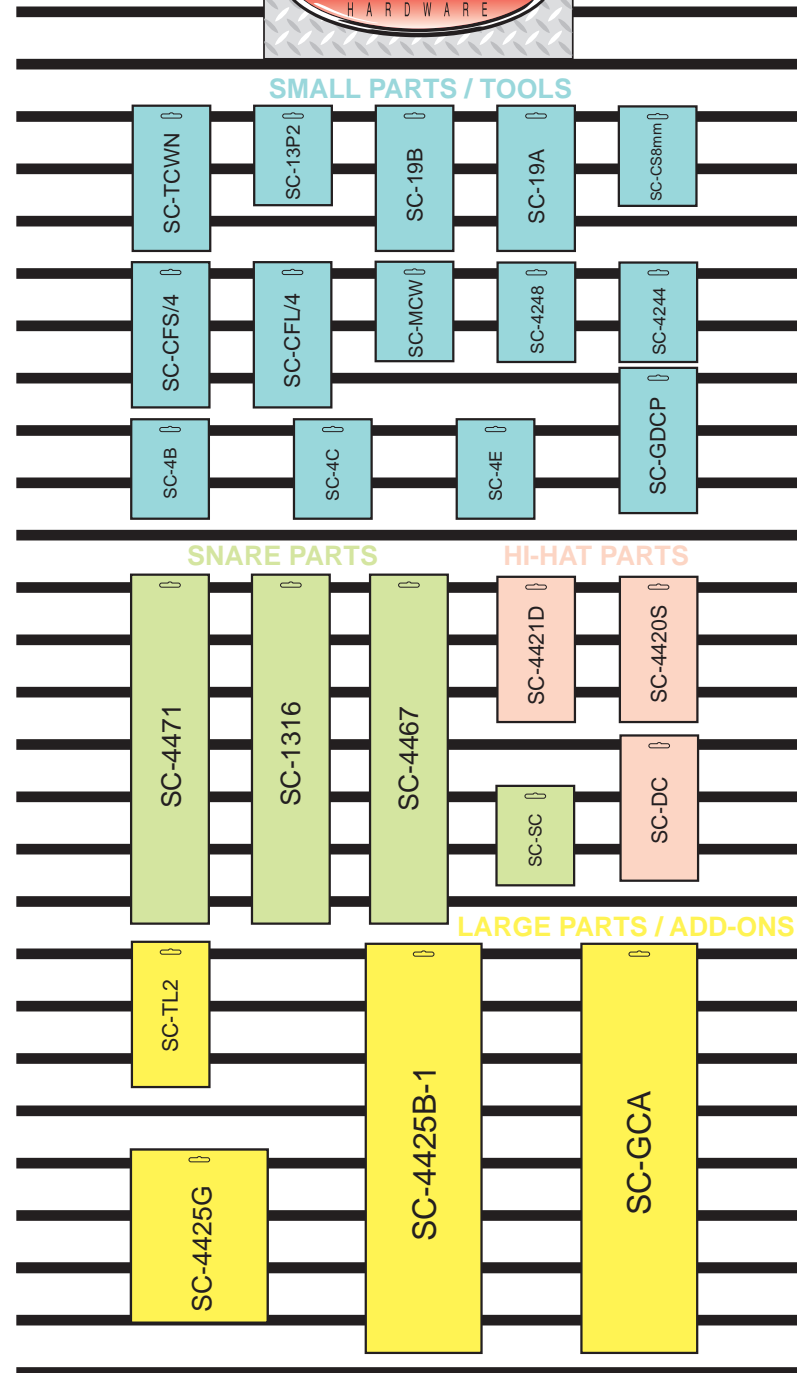 HARDWARE
SMALL PARTS / TOOLS
SC-TCWN
SC-13P2
SC-19B
SC-19A
SC-CS8mm
SC-CFS/4
SC-CFL/4
SC-MCW
SC-4248
SC-4244
SC-GDCP
SC-4B
SC-4C
SC-4E
SNARE PARTS
HI-HAT PARTS
SC-4471
SC-1316
SC-4467
SC-4421D
SC-4420S
SC-SC
SC-DC
LARGE PARTS / ADD-ONS
SC-TL2
SC-4425B-1
SC-GCA
SC-4425G